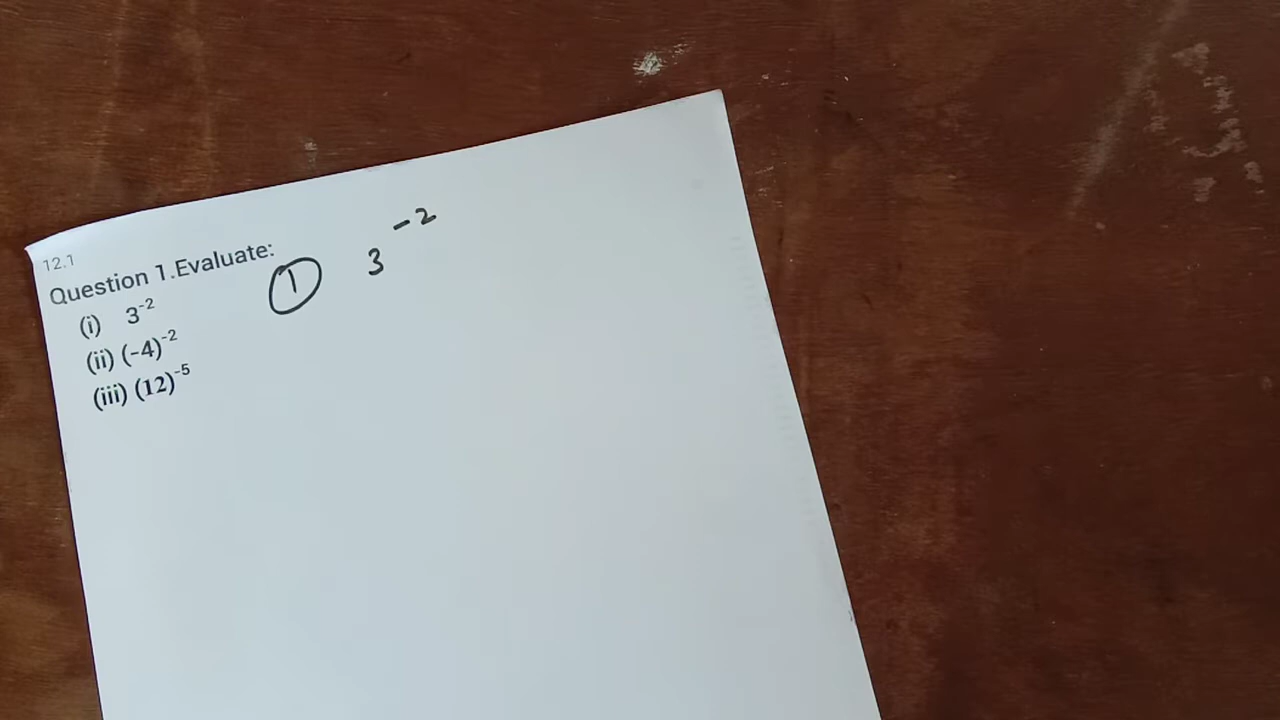 12.1
Question 1.Evaluate:
(i) 3⁻²
(ii) (-4)⁻²
(iii) (12)⁻⁵
① 3⁻²